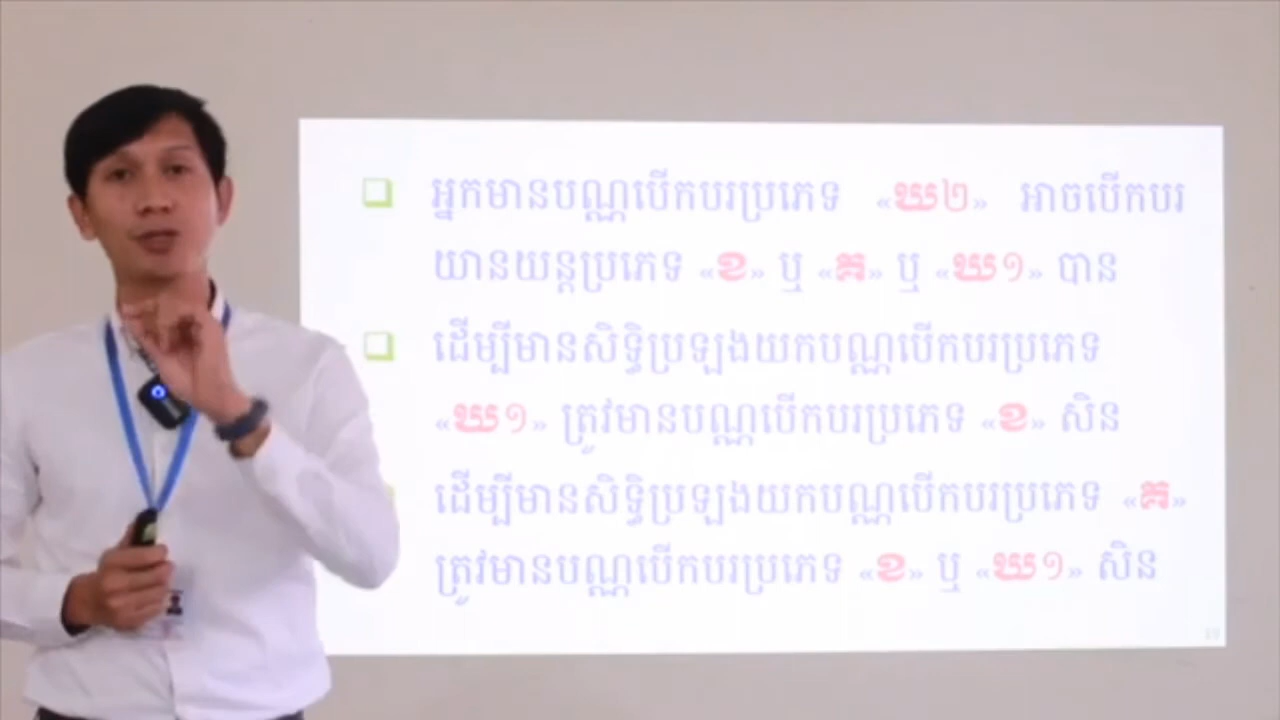 អ្នកមានបណ្ណបើកបរប្រភេទ «ឃ២» អាចបើកបរ
យានយន្តប្រភេទ «ខ» ឬ «គ» ឬ «ឃ១» បាន
ដើម្បីមានសិទ្ធិប្រឡងយកបណ្ណបើកបរប្រភេទ
«ឃ១» ត្រូវមានបណ្ណបើកបរប្រភេទ «ខ» សិន
ដើម្បីមានសិទ្ធិប្រឡងយកបណ្ណបើកបរប្រភេទ «គ»
ត្រូវមានបណ្ណបើកបរប្រភេទ «ខ» ឬ «ឃ១» សិន